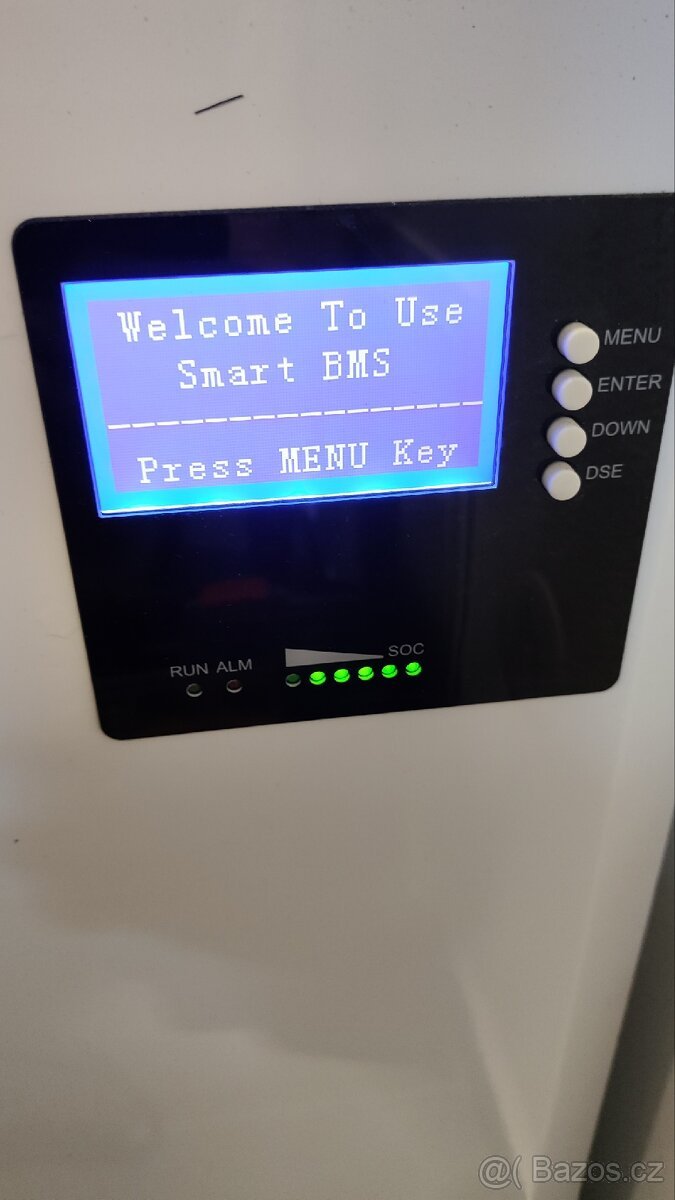 Welcome To Use
Smart BMS
Press MENU Key
MENU
ENTER
DOWN
DSE
RUN ALM
SOC
@( Bazos.cz